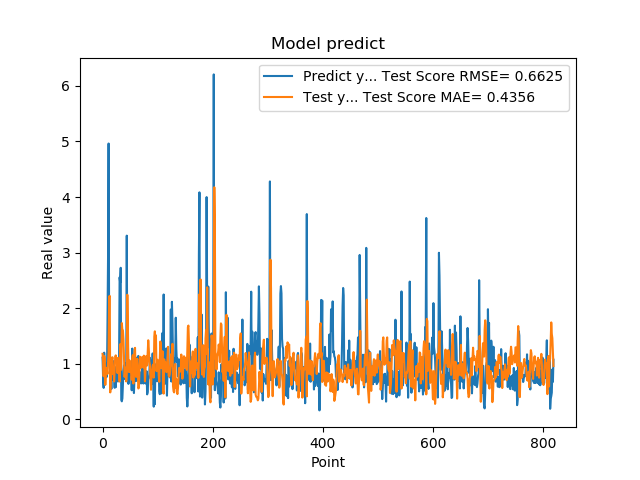 Model predict
Predict y... Test Score RMSE= 0.6625
Test y... Test Score MAE= 0.4356
Real value
6
5
4
3
2
1
0
0 200 400 600 800
Point